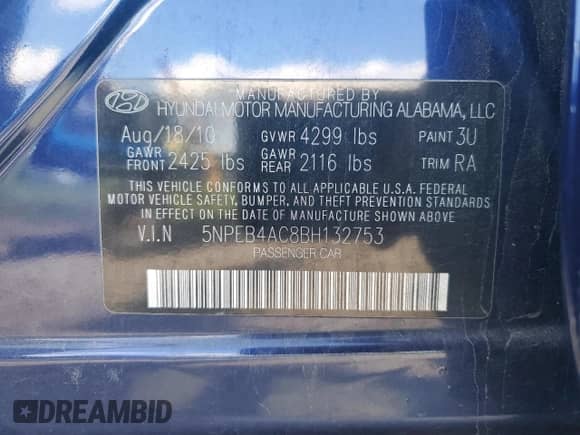 MANUFACTURED BY
HYUNDAI MOTOR MANUFACTURING ALABAMA, LLC
Aug/18/10 GVWR 4299 lbs PAINT 3U
GAWR FRONT 2425 lbs GAWR REAR 2116 lbs TRIM RA
THIS VEHICLE CONFORMS TO ALL APPLICABLE U.S.A. FEDERAL
MOTOR VEHICLE SAFETY, BUMPER, AND THEFT PREVENTION
STANDARDS IN EFFECT ON THE DATE OF MANUFACTURE SHOWN ABOVE.
V.I.N 5NPEB4AC8BH132753
PASSENGER CAR
DREAMBID